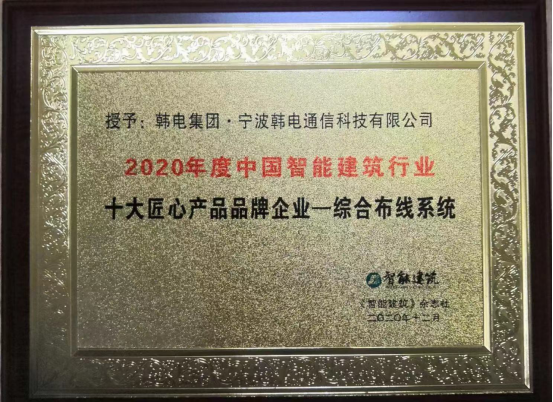 授予：韩电集团·宁波韩电通信科技有限公司
2020年度中国智能建筑行业
十大匠心产品品牌企业—综合布线系统
智能建筑
《智能建筑》杂志社
二〇二〇年十二月